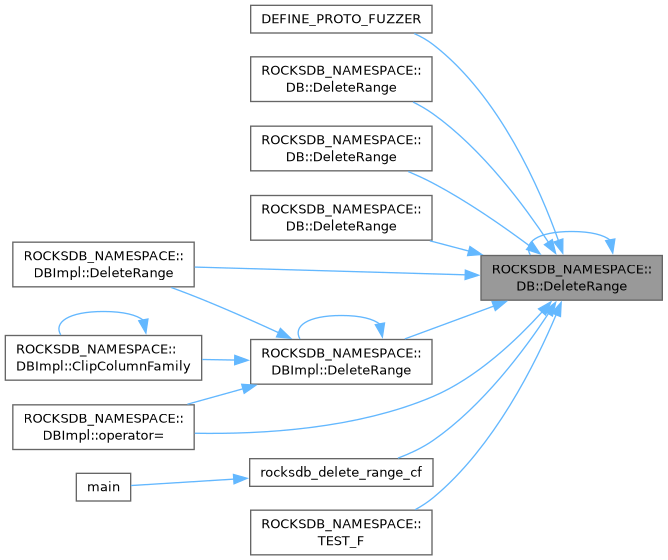 DEFINE_PROTO_FUZZER
ROCKSDB_NAMESPACE::
DB::DeleteRange
ROCKSDB_NAMESPACE::
DB::DeleteRange
ROCKSDB_NAMESPACE::
DB::DeleteRange
ROCKSDB_NAMESPACE::
DBImpl::DeleteRange
ROCKSDB_NAMESPACE::
DB::DeleteRange
ROCKSDB_NAMESPACE::
DBImpl::ClipColumnFamily
ROCKSDB_NAMESPACE::
DBImpl::DeleteRange
ROCKSDB_NAMESPACE::
DBImpl::operator=
rocksdb_delete_range_cf
main
ROCKSDB_NAMESPACE::
TEST_F